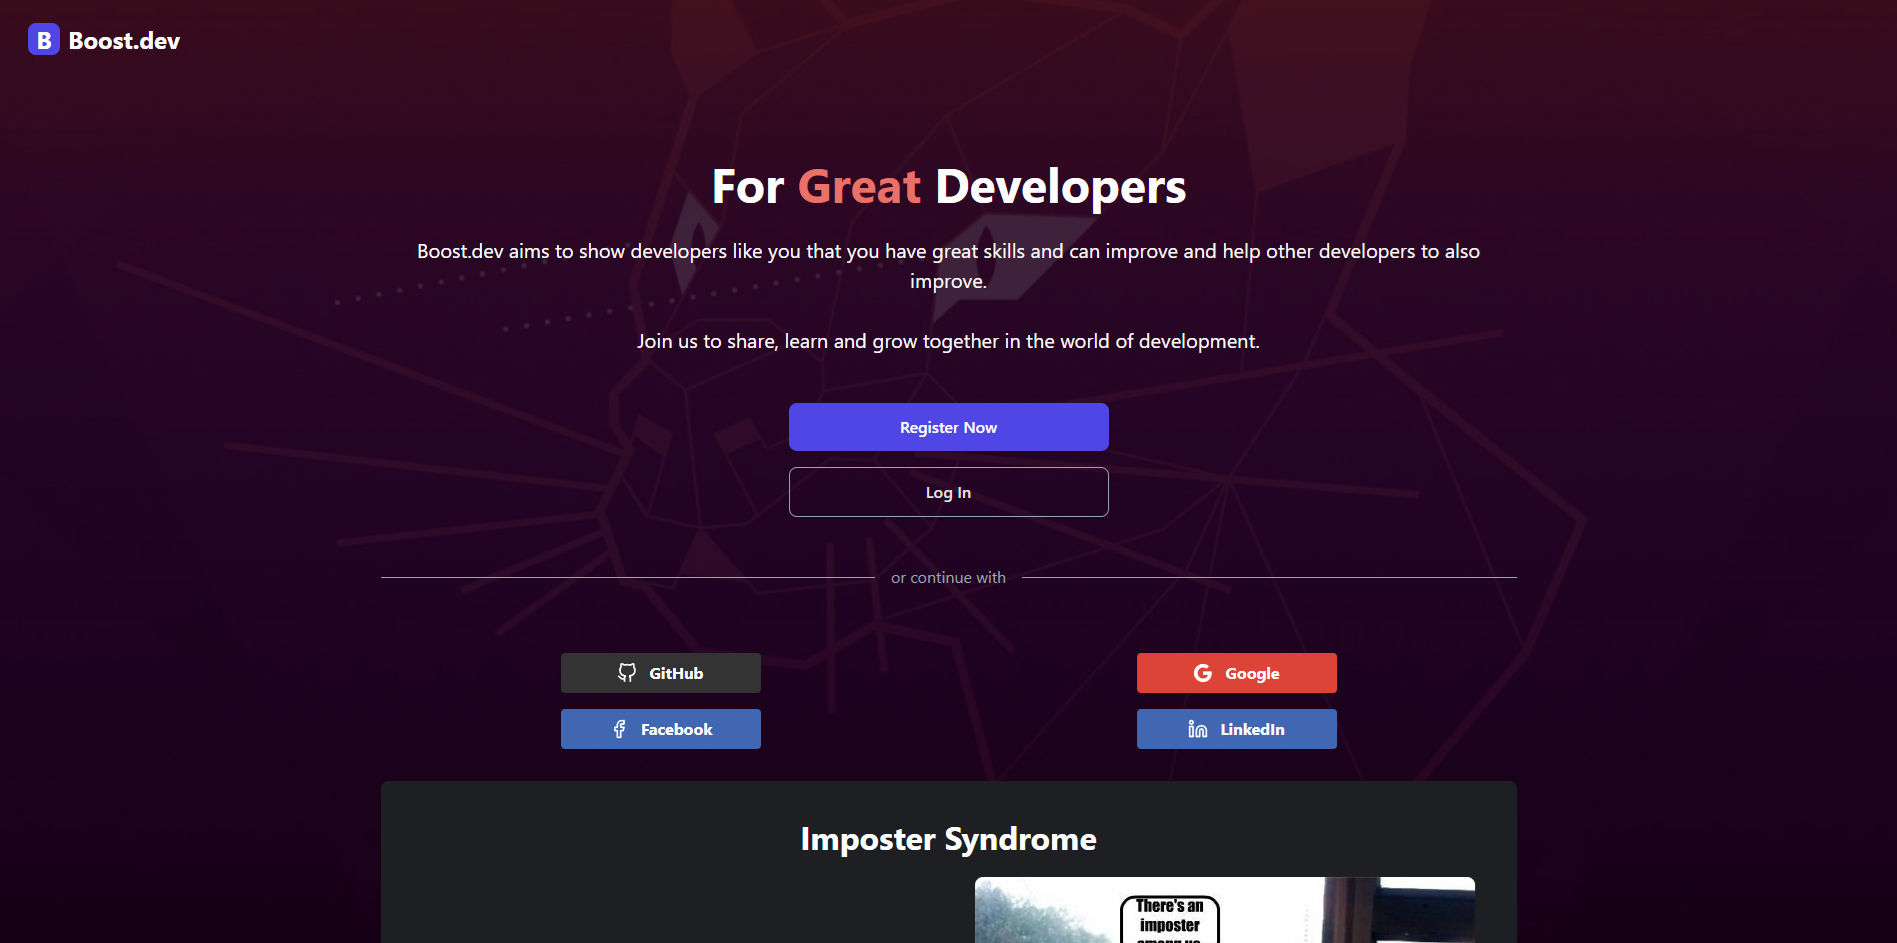 B Boost.dev
For Great Developers
Boost.dev aims to show developers like you that you have great skills and can improve and help other developers to also
improve.
Join us to share, learn and grow together in the world of development.
Register Now
Log In
or continue with
GitHub
Google
Facebook
LinkedIn
Imposter Syndrome
There's an
imposter
among us